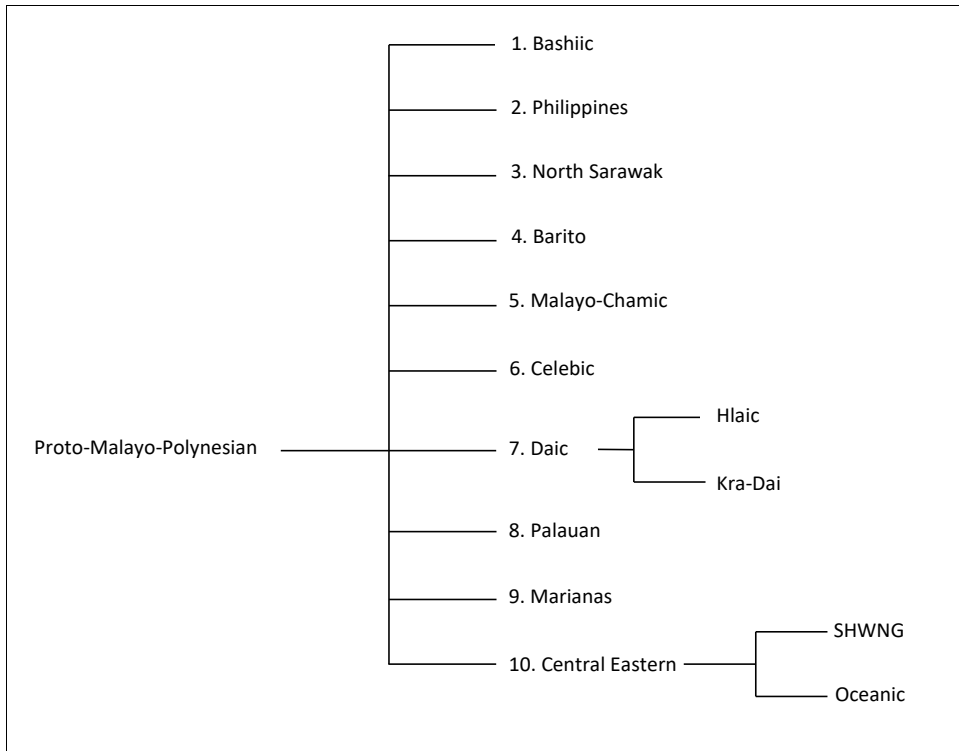 1. Bashiic
2. Philippines
3. North Sarawak
4. Barito
5. Malayo-Chamic
6. Celebic
Proto-Malayo-Polynesian
7. Daic
Hlaic
Kra-Dai
8. Palauan
9. Marianas
10. Central Eastern
SHWNG
Oceanic